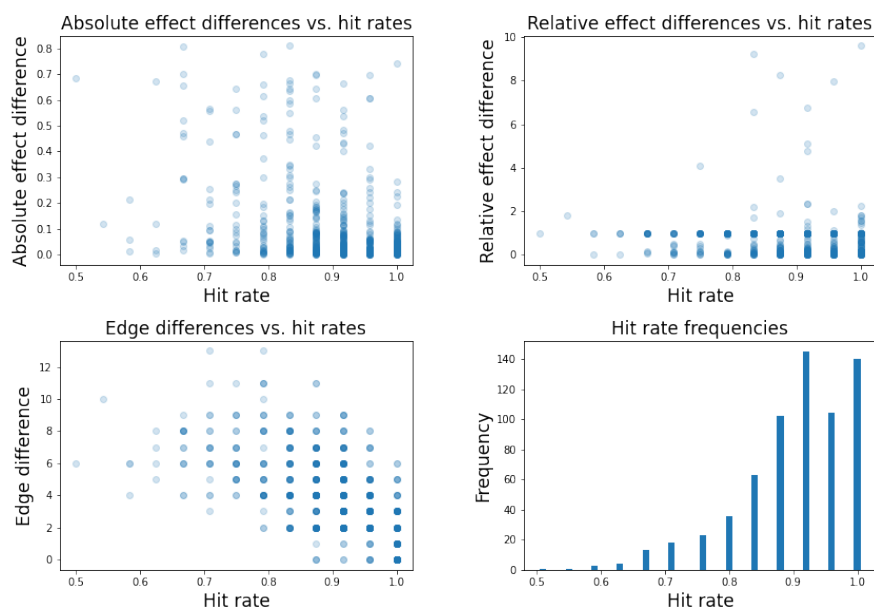 Absolute effect differences vs. hit rates
Absolute effect difference
0.8
0.7
0.6
0.5
0.4
0.3
0.2
0.1
0.0
0.5 0.6 0.7 0.8 0.9 1.0
Hit rate
Relative effect differences vs. hit rates
Relative effect difference
10
8
6
4
2
0
0.5 0.6 0.7 0.8 0.9 1.0
Hit rate
Edge differences vs. hit rates
Edge difference
12
10
8
6
4
2
0
0.5 0.6 0.7 0.8 0.9 1.0
Hit rate
Hit rate frequencies
Frequency
140
120
100
80
60
40
20
0
0.5 0.6 0.7 0.8 0.9 1.0
Hit rate